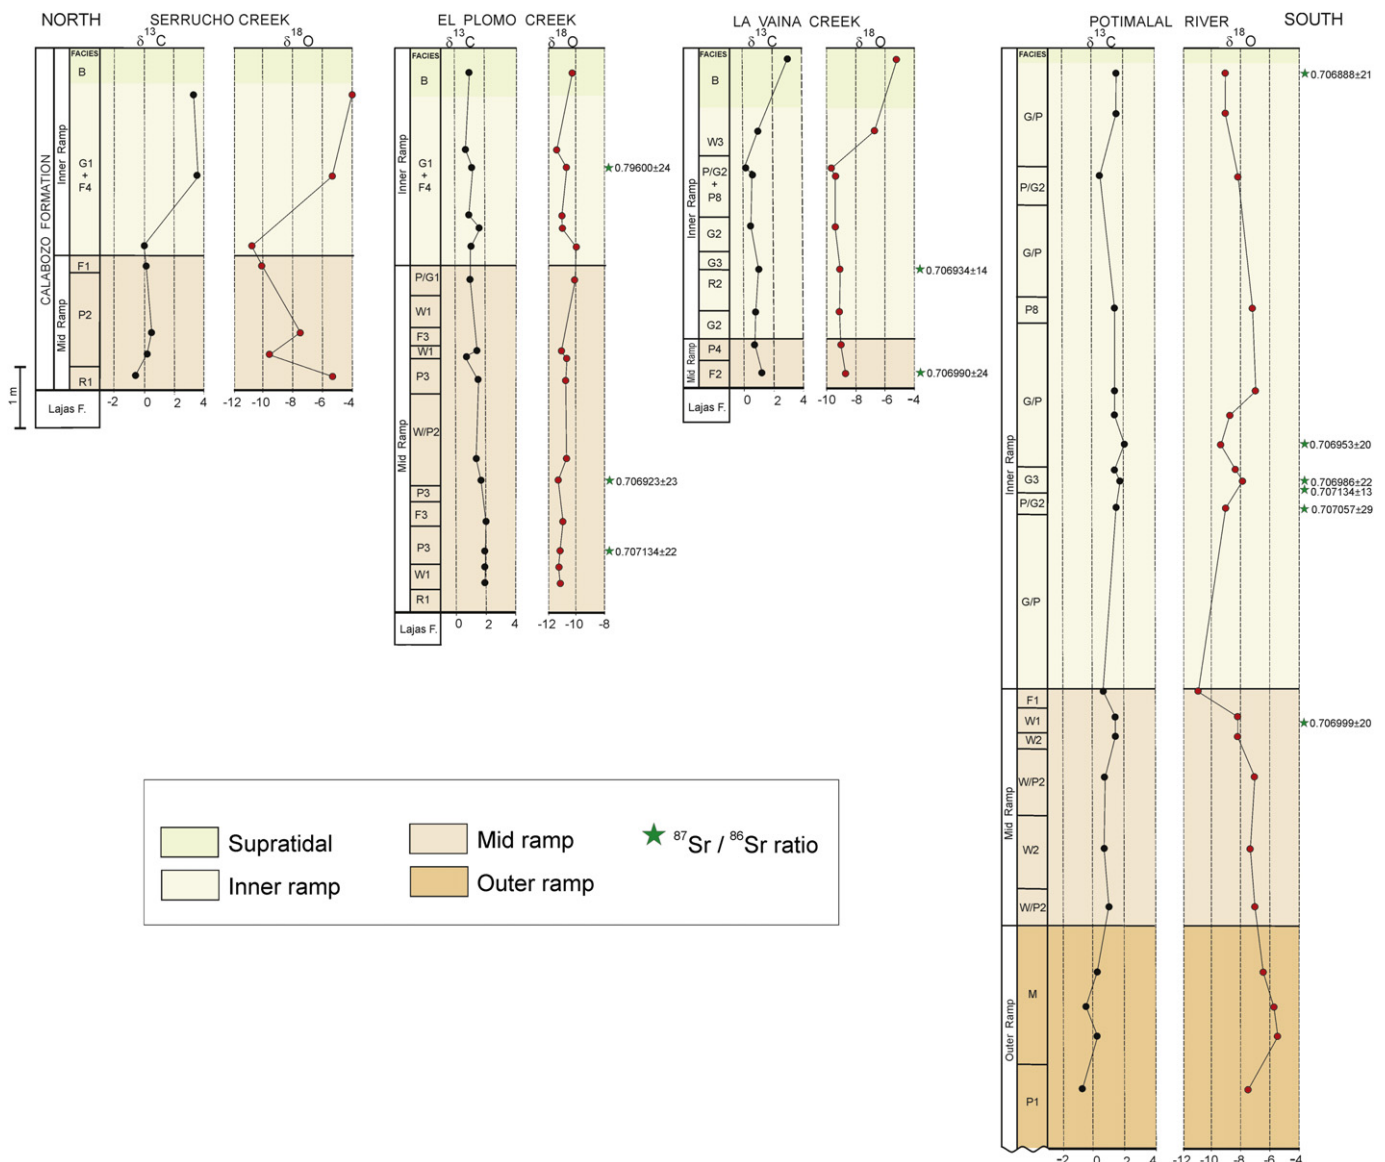 NORTH
SERRUCHO CREEK
δ13C
δ18O
FACIES
B
G1
+
F4
F1
P2
R1
Inner Ramp
Mid Ramp
CALABOZO FORMATION
Lajas F.
1 m
-2 0 2 4
-12 -10 -8 -6 -4
EL PLOMO CREEK
δ13C
δ18O
FACIES
B
G1
+
F4
P/G1
W1
F3
W1
P3
W/P2
P3
F3
P3
W1
R1
Inner Ramp
Mid Ramp
Lajas F.
0 2 4
-12 -10 -8
0.79600±24
0.706923±23
0.707134±22
LA VAINA CREEK
δ13C
δ18O
FACIES
B
W3
P/G2
+
P8
G2
G3
R2
G2
P4
F2
Inner Ramp
Mid Ramp
Lajas F.
0 2 4
-10 -8 -6 -4
0.706934±14
0.706990±24
POTIMALAL RIVER
SOUTH
δ13C
δ18O
FACIES
G/P
P/G2
G/P
P8
G/P
G3
P/G2
G/P
F1
W1
W2
W/P2
W2
W/P2
M
P1
Inner Ramp
Mid Ramp
Outer Ramp
-2 0 2 4
-12 -10 -8 -6 -4
0.706888±21
0.706953±20
0.706986±22
0.707134±13
0.707057±29
0.706999±20
Supratidal
Inner ramp
Mid ramp
Outer ramp
87Sr / 86Sr ratio